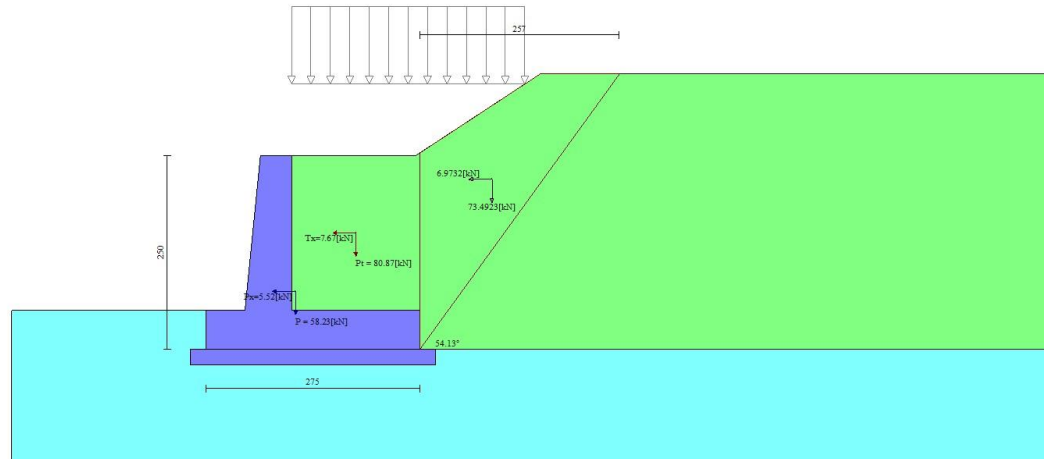 257
6.9732[kN]
73.4923[kN]
Tx=7.67[kN]
Pt = 80.87[kN]
250
Px=5.52[kN]
P = 58.23[kN]
54.13°
275